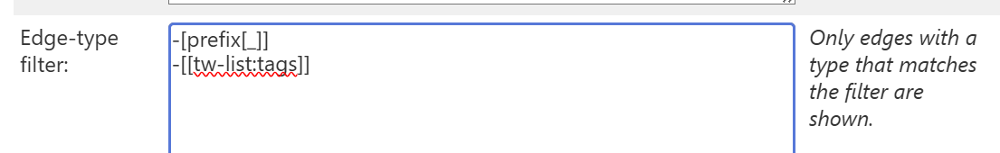 Edge-type
filter:
-[prefix[_]]
-[[tw-list:tags]]
Only edges with a
type that matches
the filter are
shown.